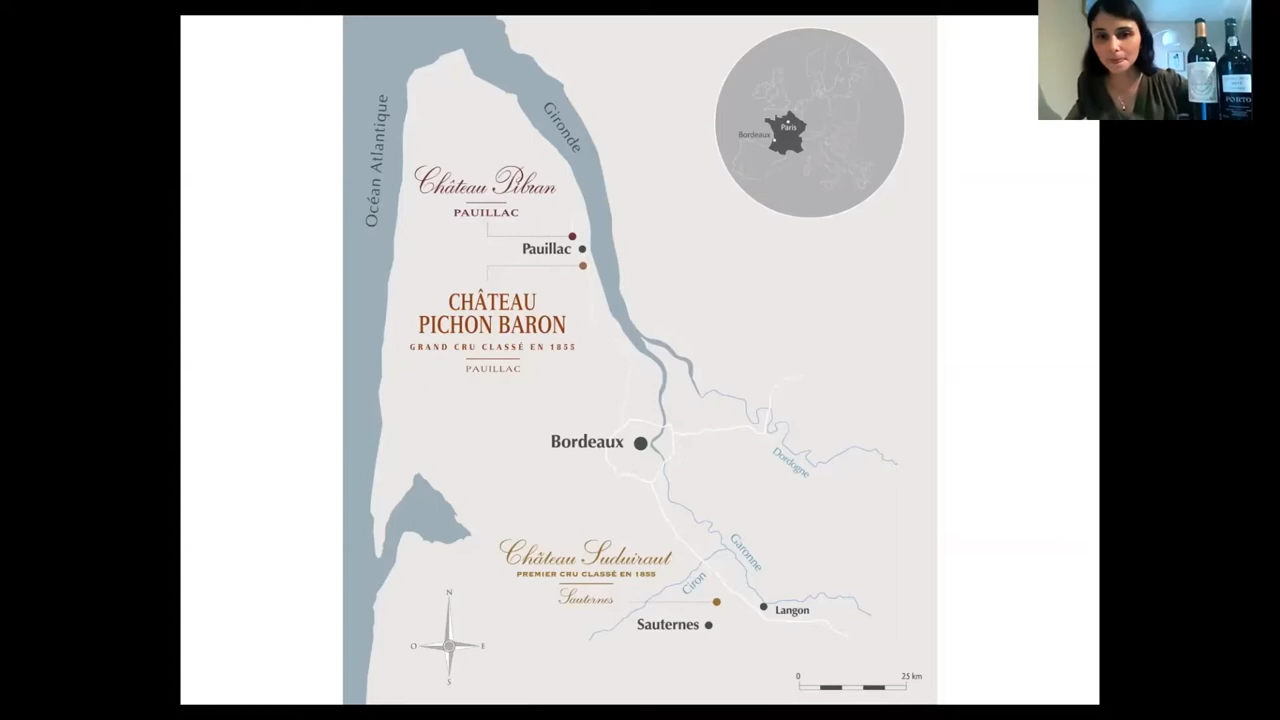 Océan Atlantique
Gironde
Paris
Bordeaux
Château Pibran
PAUILLAC
Pauillac
CHÂTEAU
PICHON BARON
GRAND CRU CLASSÉ EN 1855
PAUILLAC
Bordeaux
Dordogne
Château Suduiraut
PREMIER CRU CLASSÉ EN 1855
Sauternes
Garonne
Ciron
Langon
Sauternes
N
O
E
S
0
25 km
PORTO